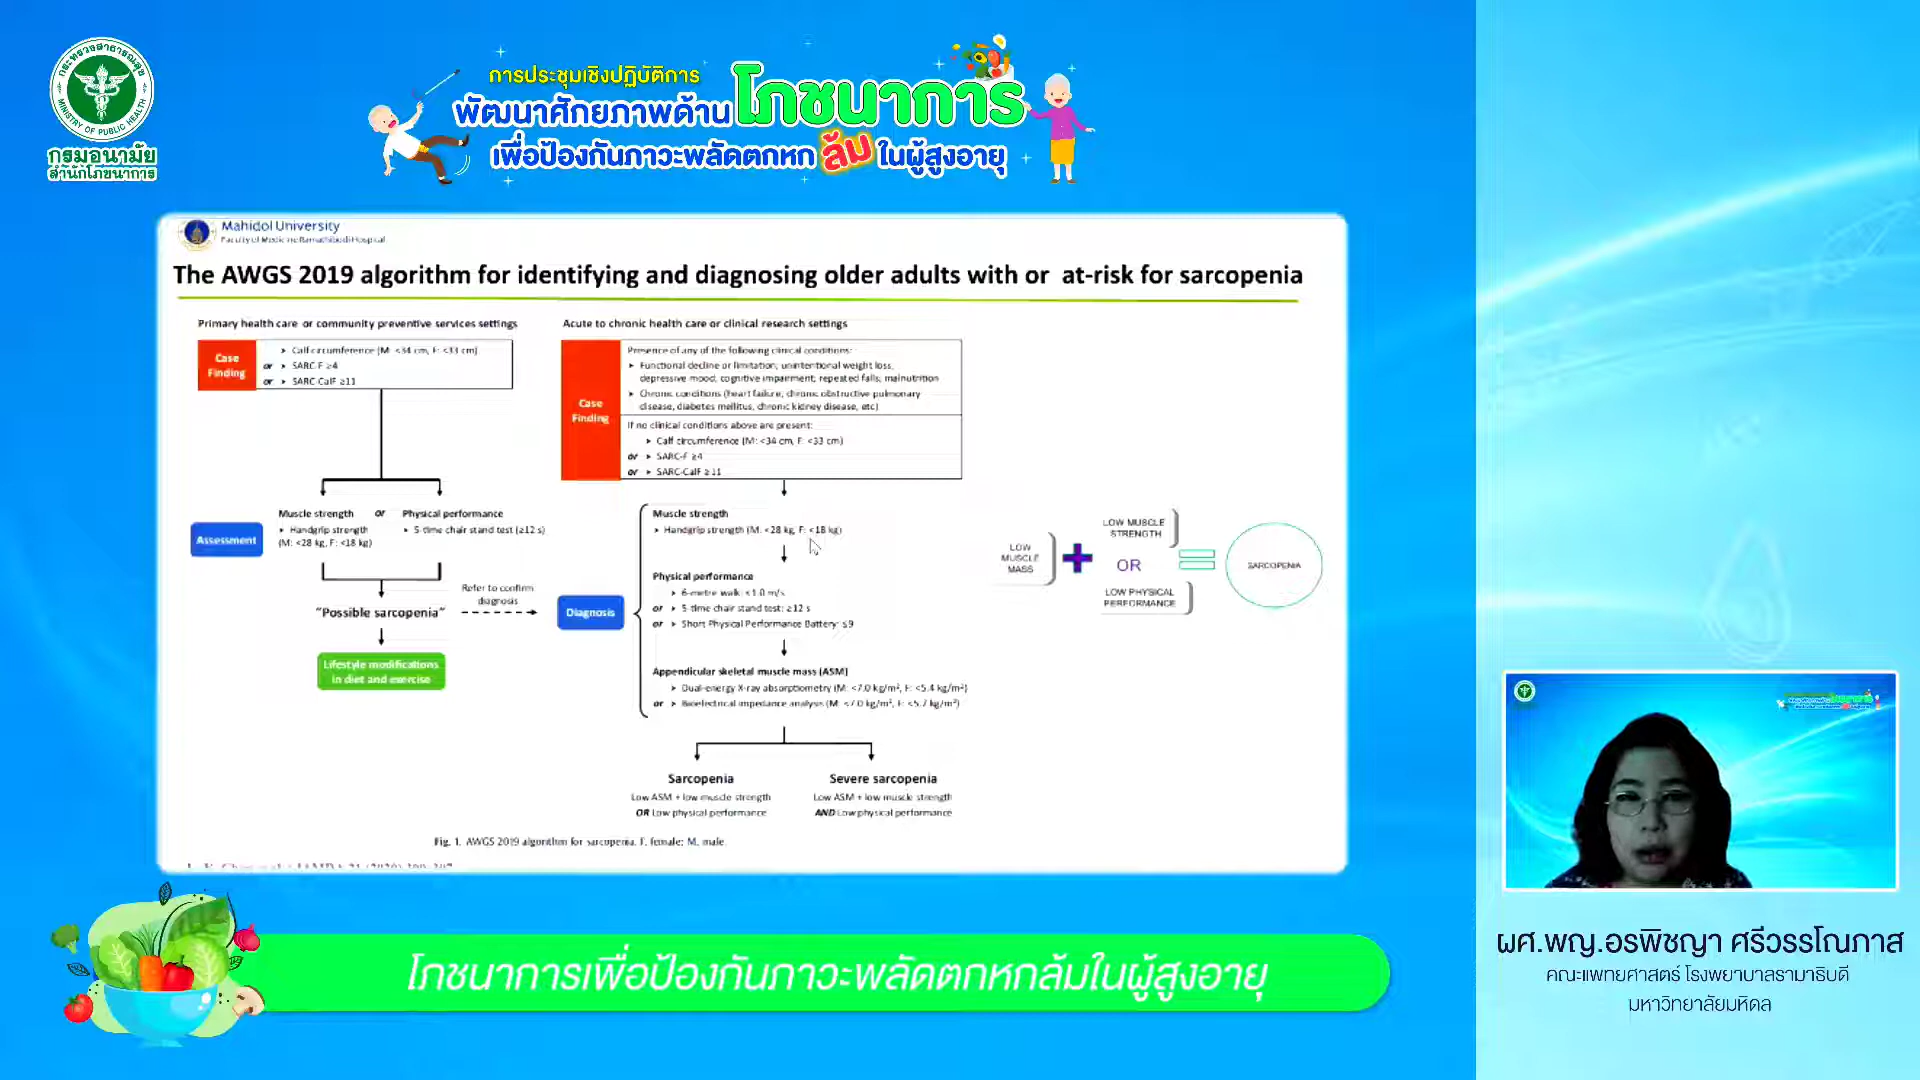 กระทรวงสาธารณสุข
MINISTRY OF PUBLIC HEALTH
กรมอนามัย
สำนักโภชนาการ
การประชุมเชิงปฏิบัติการ
พัฒนาศักยภาพด้านโภชนาการ
เพื่อป้องกันภาวะพลัดตกหกล้มในผู้สูงอายุ
Mahidol University
Faculty of Medicine Ramathibodi Hospital
The AWGS 2019 algorithm for identifying and diagnosing older adults with or at-risk for sarcopenia
Primary health care or community preventive services settings
Case Finding
➤ Calf circumference (M: <34 cm, F: <33 cm)
or ➤ SARC-F ≥4
or ➤ SARC-CalF ≥11
Assessment
Muscle strength or Physical performance
➤ Handgrip strength
(M: <28 kg, F: <18 kg)
➤ 5-time chair stand test (≥12 s)
"Possible sarcopenia"
Refer to confirm
diagnosis
Lifestyle modifications
in diet and exercise
Acute to chronic health care or clinical research settings
Case
Finding
Presence of any of the following clinical conditions:
➤ Functional decline or limitation, unintentional weight loss,
depressive mood, cognitive impairment, repeated falls, malnutrition
➤ Chronic conditions (heart failure, chronic obstructive pulmonary
disease, diabetes mellitus, chronic kidney disease, etc)
If no clinical conditions above are present:
➤ Calf circumference (M: <34 cm, F: <33 cm)
or ➤ SARC-F ≥4
or ➤ SARC-CalF ≥11
Diagnosis
Muscle strength
➤ Handgrip strength (M: <28 kg, F: <18 kg)
Physical performance
➤ 6-metre walk: <1.0 m/s
or ➤ 5-time chair stand test: ≥12 s
or ➤ Short Physical Performance Battery: ≤9
Appendicular skeletal muscle mass (ASM)
➤ Dual-energy X-ray absorptiometry (M: <7.0 kg/m², F: <5.4 kg/m²)
or ➤ Bioelectrical impedance analysis (M: <7.0 kg/m², F: <5.7 kg/m²)
Sarcopenia
Low ASM + low muscle strength
OR Low physical performance
Severe sarcopenia
Low ASM + low muscle strength
AND Low physical performance
Fig. 1. AWGS 2019 algorithm for sarcopenia. F, female; M, male.
LOW
MUSCLE
MASS
LOW MUSCLE
STRENGTH
OR
LOW PHYSICAL
PERFORMANCE
SARCOPENIA
โภชนาการเพื่อป้องกันภาวะพลัดตกหกล้มในผู้สูงอายุ
ผศ.พญ.อรพิชญา ศรีวรรโณภาส
คณะแพทยศาสตร์ โรงพยาบาลรามาธิบดี
มหาวิทยาลัยมหิดล